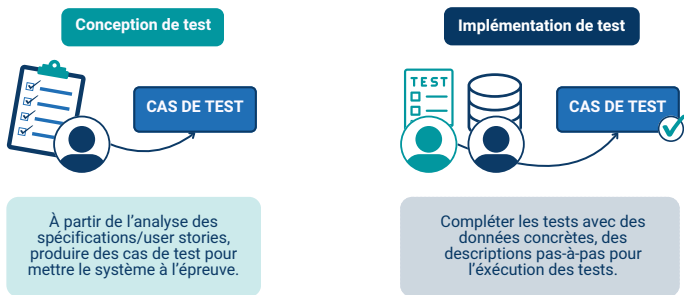 Conception de test
Implémentation de test
TEST
CAS DE TEST
CAS DE TEST
À partir de l'analyse des
spécifications/user stories,
produire des cas de test pour
mettre le système à l'épreuve.
Compléter les tests avec des
données concrètes, des
descriptions pas-à-pas pour
l'éxécution des tests.